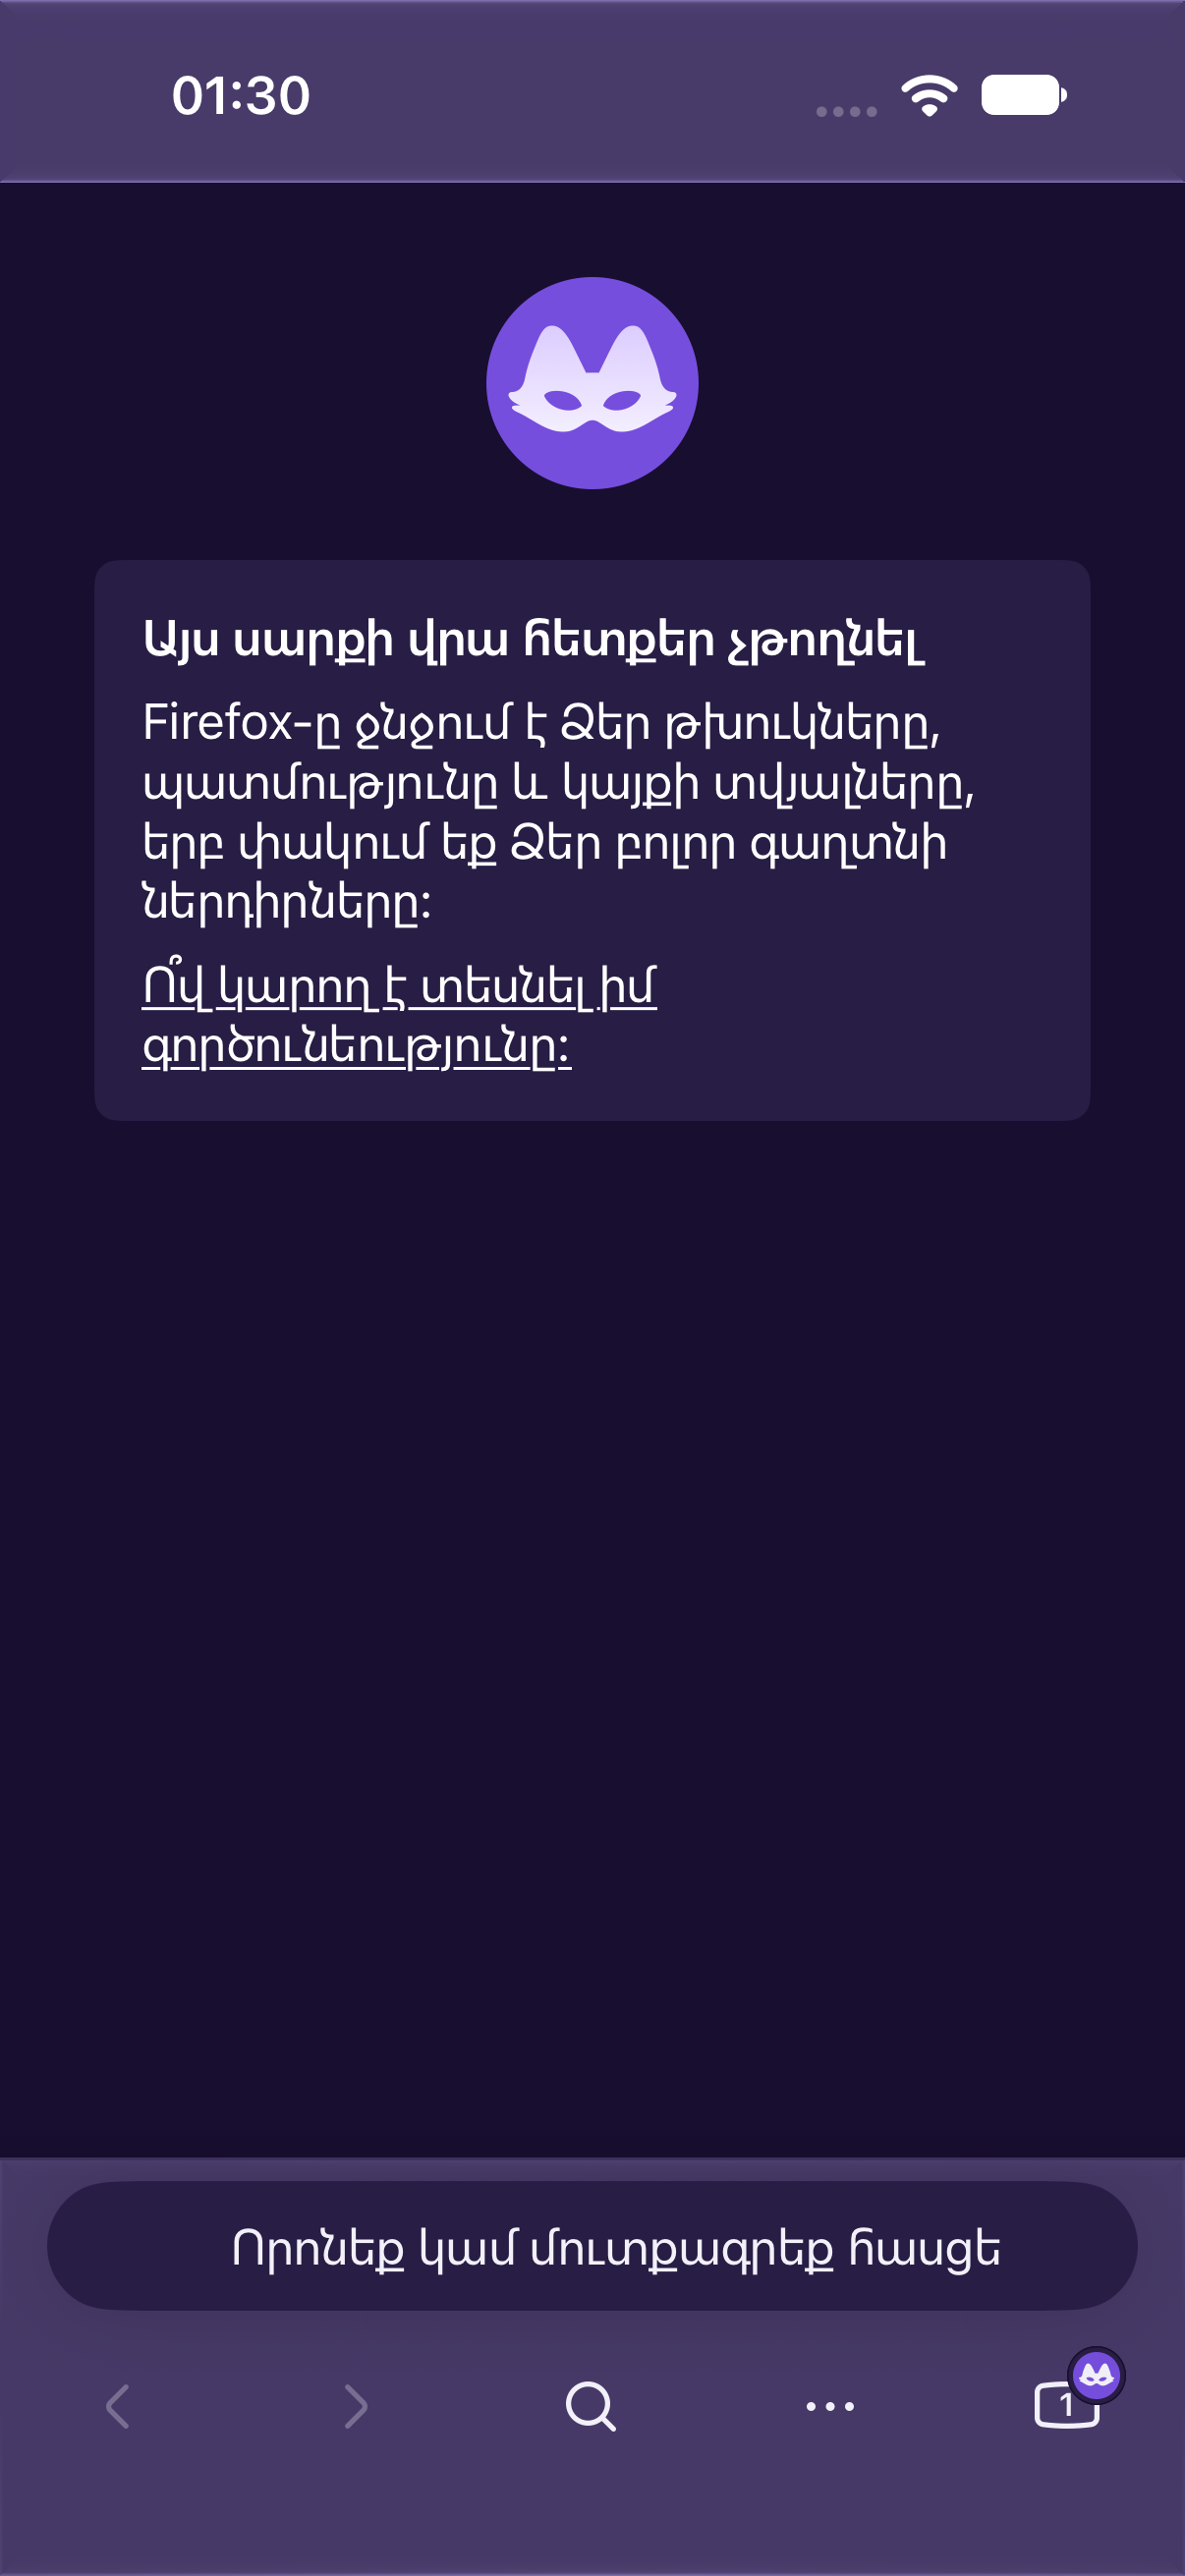 01:30
Այս սարքի վրա հետքեր չթողնել
Firefox-ը ջնջում է Ձեր թխուկները,
պատմությունը և կայքի տվյալները,
երբ փակում եք Ձեր բոլոր գաղտնի
ներդիրները:
Ո՞վ կարող է տեսնել իմ
գործունեությունը:
Որոնեք կամ մուտքագրեք հասցե
1